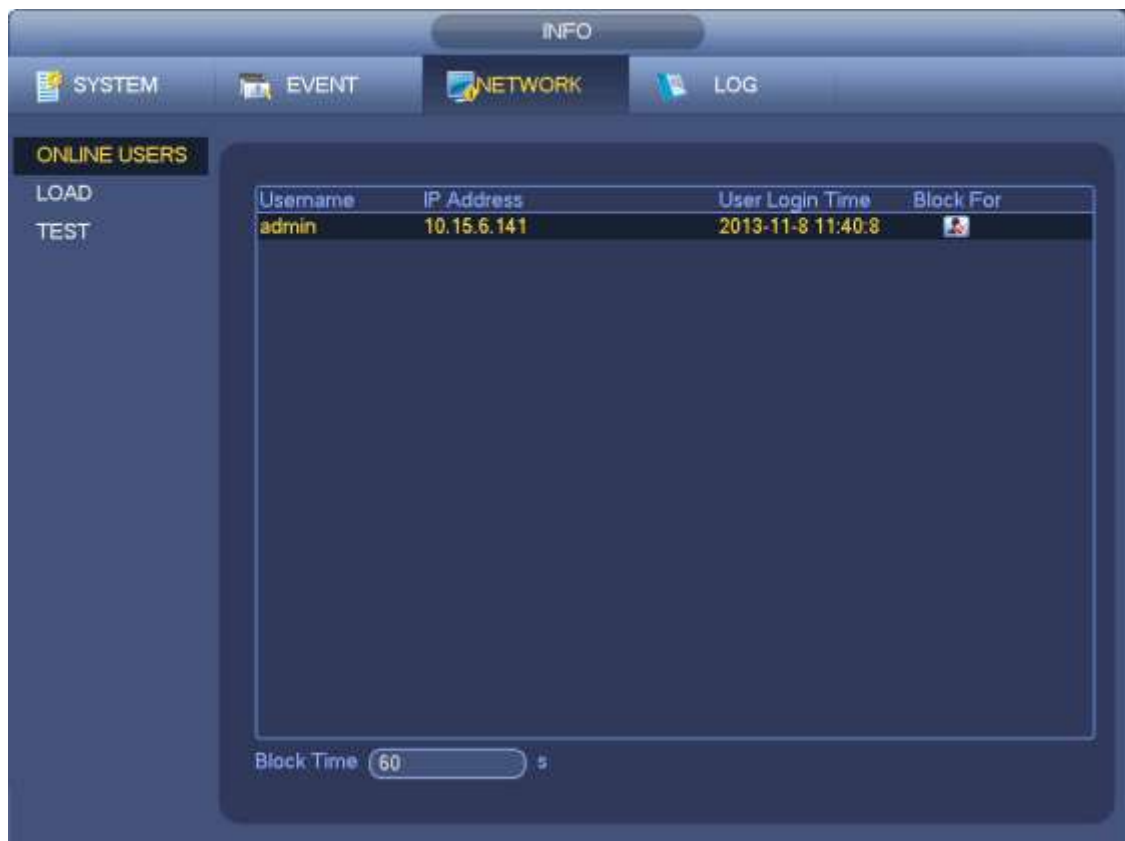 INFO
SYSTEM EVENT NETWORK LOG
ONLINE USERS
LOAD
TEST
Username IP Address User Login Time Block For
admin 10.15.6.141 2013-11-8 11:40:8
Block Time 60 s